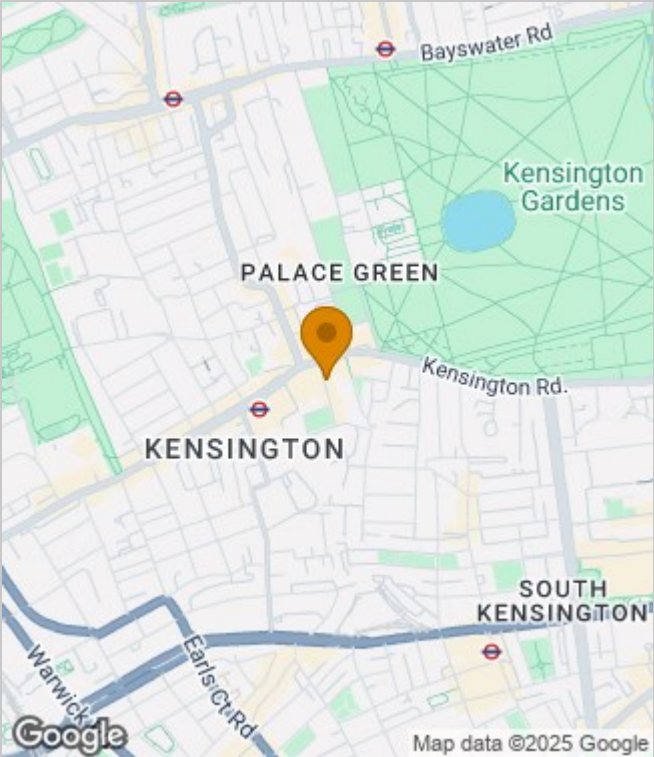 Bayswater Rd
Kensington
Gardens
PALACE GREEN
Kensington Rd.
KENSINGTON
SOUTH
KENSINGTON
Earls Ct Rd
Warwick
Google
Map data ©2025 Google